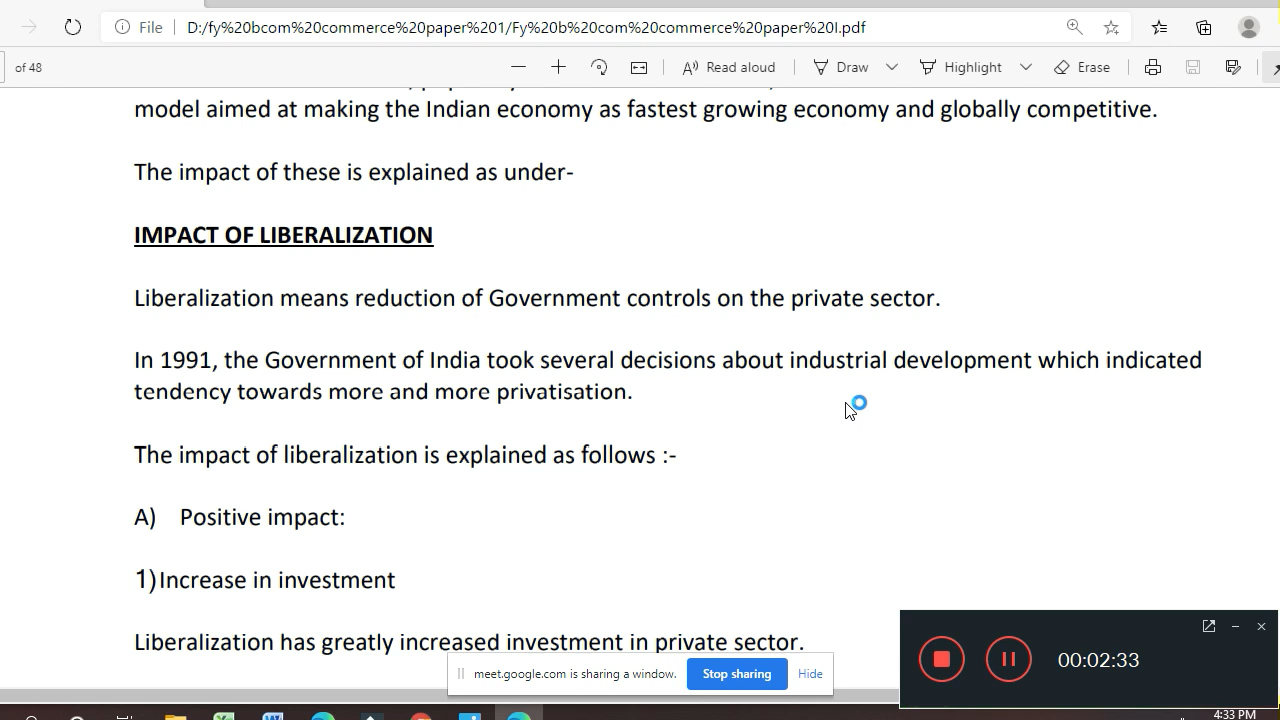 File D:/fy%20bcom%20commerce%20paper%201/Fy%20b%20com%20commerce%20paper%20I.pdf
of 48 Read aloud Draw Highlight Erase
model aimed at making the Indian economy as fastest growing economy and globally competitive.
The impact of these is explained as under-
IMPACT OF LIBERALIZATION
Liberalization means reduction of Government controls on the private sector.
In 1991, the Government of India took several decisions about industrial development which indicated
tendency towards more and more privatisation.
The impact of liberalization is explained as follows :-
A) Positive impact:
1)Increase in investment
Liberalization has greatly increased investment in private sector.
meet.google.com is sharing a window. Stop sharing Hide
00:02:33
4:33 PM